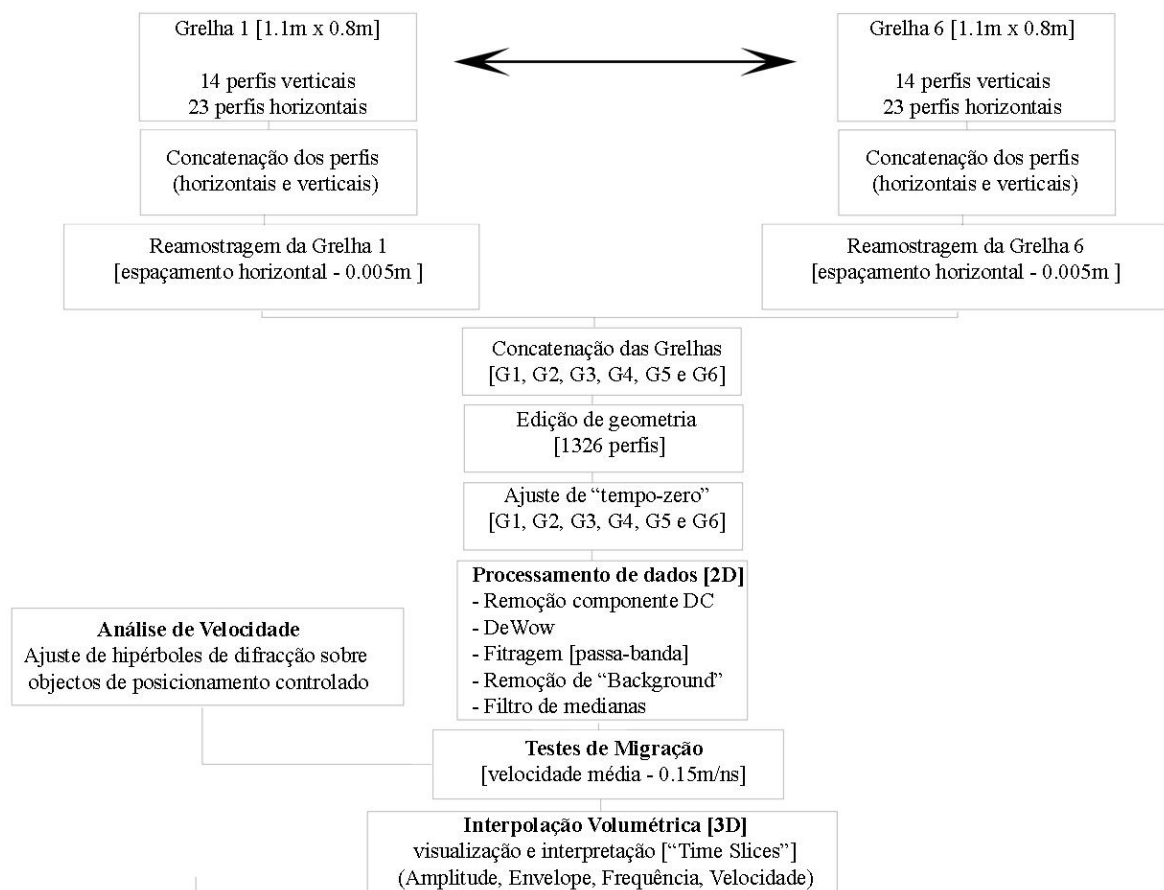 Grelha 1 [1.1m x 0.8m]
14 perfis verticais
23 perfis horizontais
Grelha 6 [1.1m x 0.8m]
14 perfis verticais
23 perfis horizontais
Concatenação dos perfis
(horizontais e verticais)
Concatenação dos perfis
(horizontais e verticais)
Reamostragem da Grelha 1
[espaçamento horizontal - 0.005m ]
Reamostragem da Grelha 6
[espaçamento horizontal - 0.005m ]
Concatenação das Grelhas
[G1, G2, G3, G4, G5 e G6]
Edição de geometria
[1326 perfis]
Ajuste de “tempo-zero”
[G1, G2, G3, G4, G5 e G6]
Processamento de dados [2D]
- Remoção componente DC
- DeWow
- Fitragem [passa-banda]
- Remoção de “Background”
- Filtro de medianas
Análise de Velocidade
Ajuste de hipérboles de difracção sobre
objectos de posicionamento controlado
Testes de Migração
[velocidade média - 0.15m/ns]
Interpolação Volumétrica [3D]
visualização e interpretação [“Time Slices”]
(Amplitude, Envelope, Frequência, Velocidade)